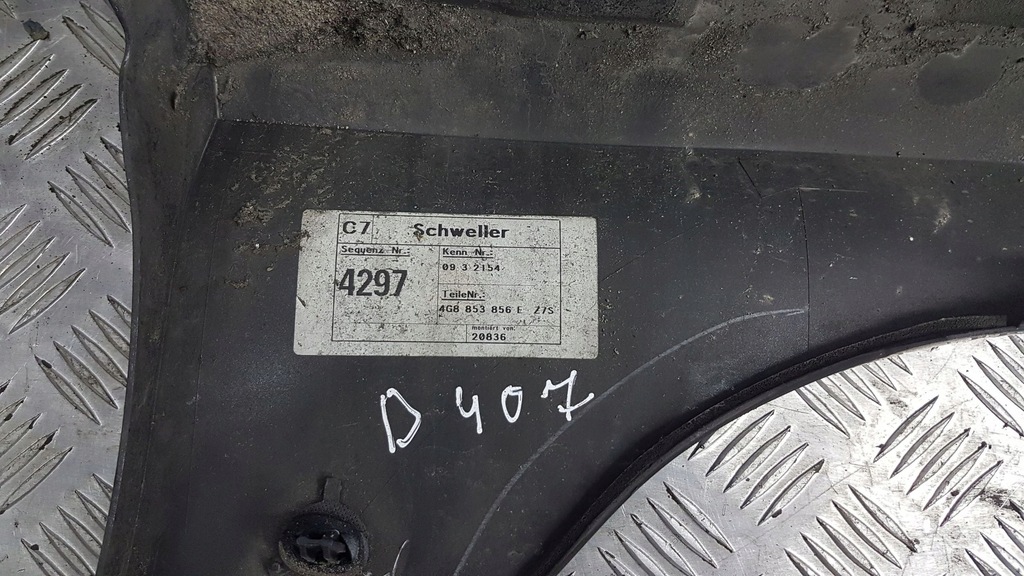 C7 Schweller
Sequenz Nr. Kenn Nr.:
4297 09 3 2154
TeileNr.:
4G8 853 856 E Z7S
montiert von:
20836
D 407